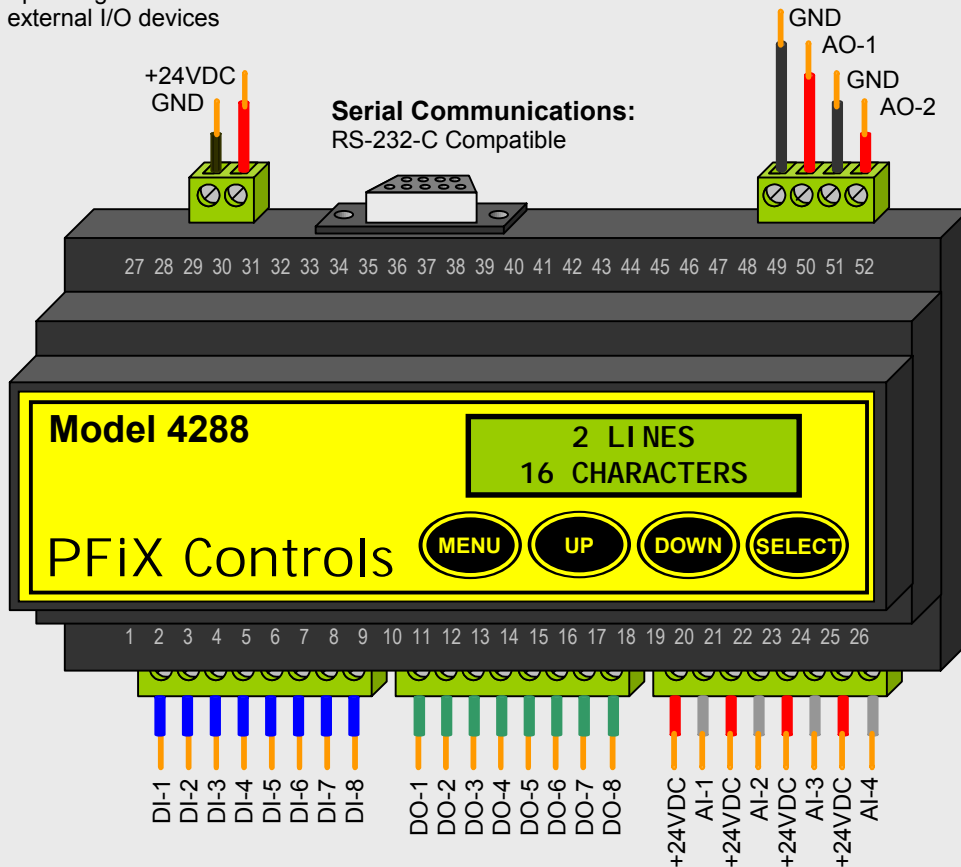 external I/O devices
GND
AO-1
+24VDC
GND
GND
AO-2
Serial Communications:
RS-232-C Compatible
27 28 29 30 31 32 33 34 35 36 37 38 39 40 41 42 43 44 45 46 47 48 49 50 51 52
Model 4288
2 LINES
16 CHARACTERS
PFiX Controls
MENU
UP
DOWN
SELECT
1 2 3 4 5 6 7 8 9 10 11 12 13 14 15 16 17 18 19 20 21 22 23 24 25 26
DI-1
DI-2
DI-3
DI-4
DI-5
DI-6
DI-7
DI-8
DO-1
DO-2
DO-3
DO-4
DO-5
DO-6
DO-7
DO-8
+24VDC
AI-1
+24VDC
AI-2
+24VDC
AI-3
+24VDC
AI-4